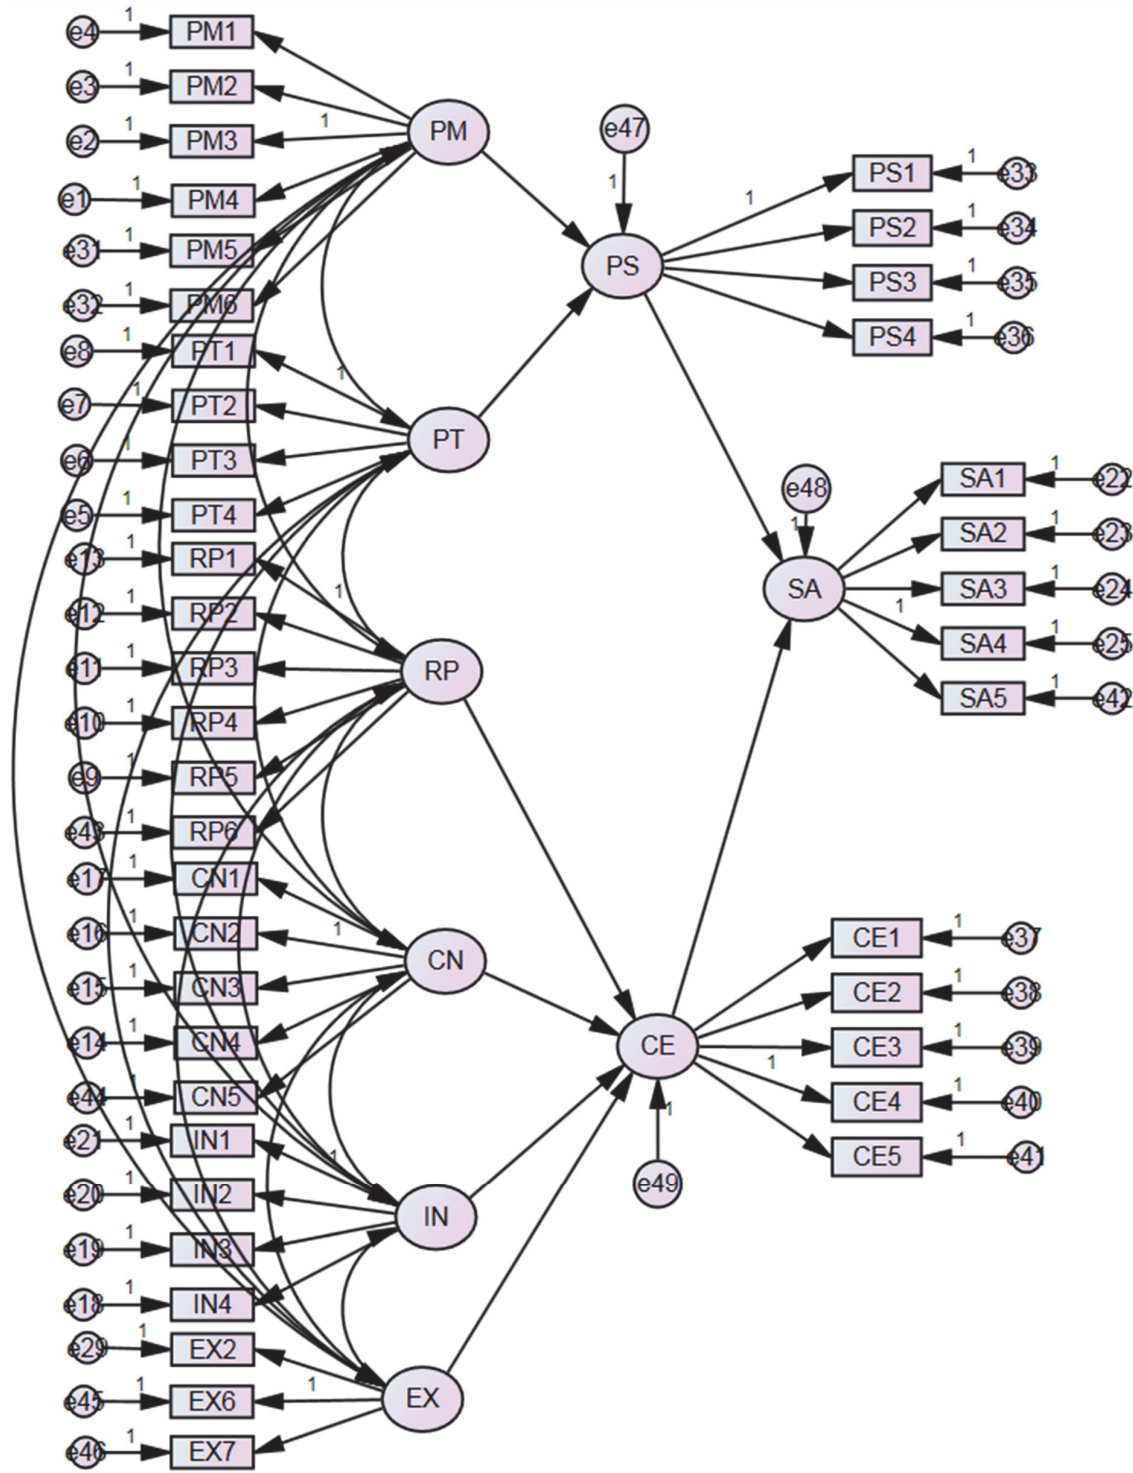 e4 1 PM1
e3 1 PM2
e2 1 PM3 1
e1 1 PM4
e31 1 PM5
e32 1 PM6
e8 1 PT1 1
e7 1 PT2
e6 1 PT3
e5 1 PT4
e13 1 RP1 1
e12 1 RP2
e11 1 RP3
e10 1 RP4
e9 1 RP5
e43 1 RP6
e17 1 CN1
e16 1 CN2 1
e15 1 CN3
e14 1 CN4
e44 1 CN5
e21 1 IN1 1
e20 1 IN2
e19 1 IN3
e18 1 IN4
e29 1 EX2
e45 1 EX6 1
e46 1 EX7
PM
PT
RP
CN
IN
EX
e47
1
PS
1 PS1 1 e33
PS2 1 e34
PS3 1 e35
PS4 1 e36
e48
1
SA
SA1 1 e22
SA2 1 e23
SA3 1 e24
1 SA4 1 e25
SA5 1 e42
CE
1
e49
CE1 1 e37
CE2 1 e38
CE3 1 e39
1 CE4 1 e40
CE5 1 e41